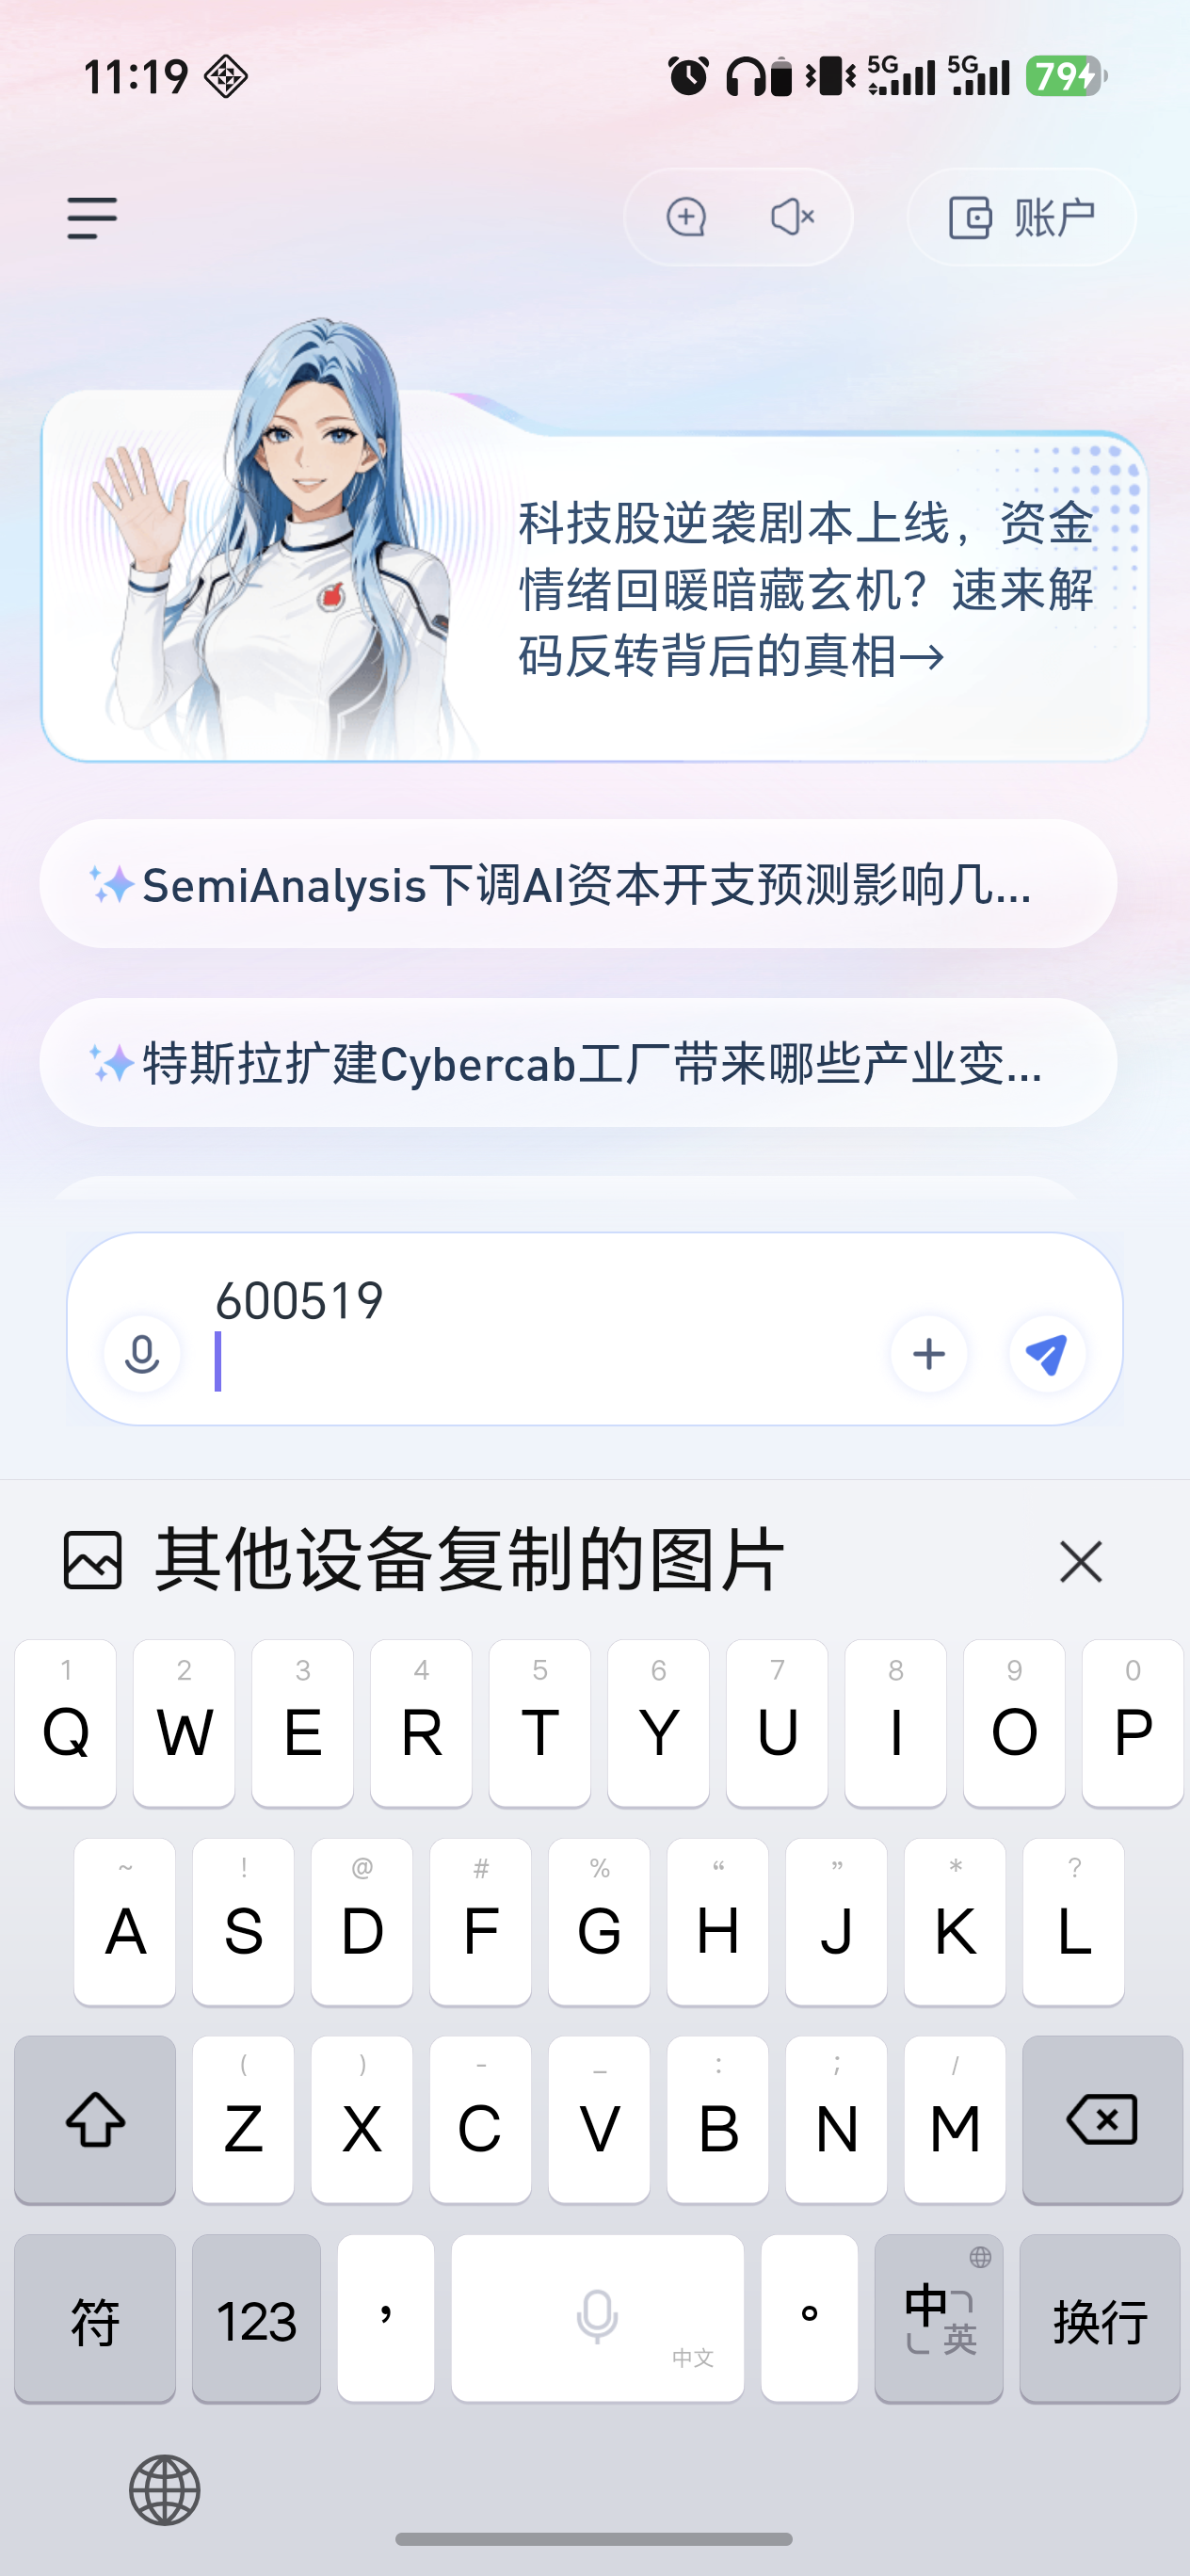 11:19
5G
5G
79
账户
科技股逆袭剧本上线，资金
情绪回暖暗藏玄机？速来解
码反转背后的真相→
SemiAnalysis下调AI资本开支预测影响几...
特斯拉扩建Cybercab工厂带来哪些产业变...
600519
其他设备复制的图片
1 2 3 4 5 6 7 8 9 0
Q W E R T Y U I O P
~ ! @ # % “ ” * ?
A S D F G H J K L
( ) - _ : ; /
Z X C V B N M
符 123 ， 中文 。 中 英 换行